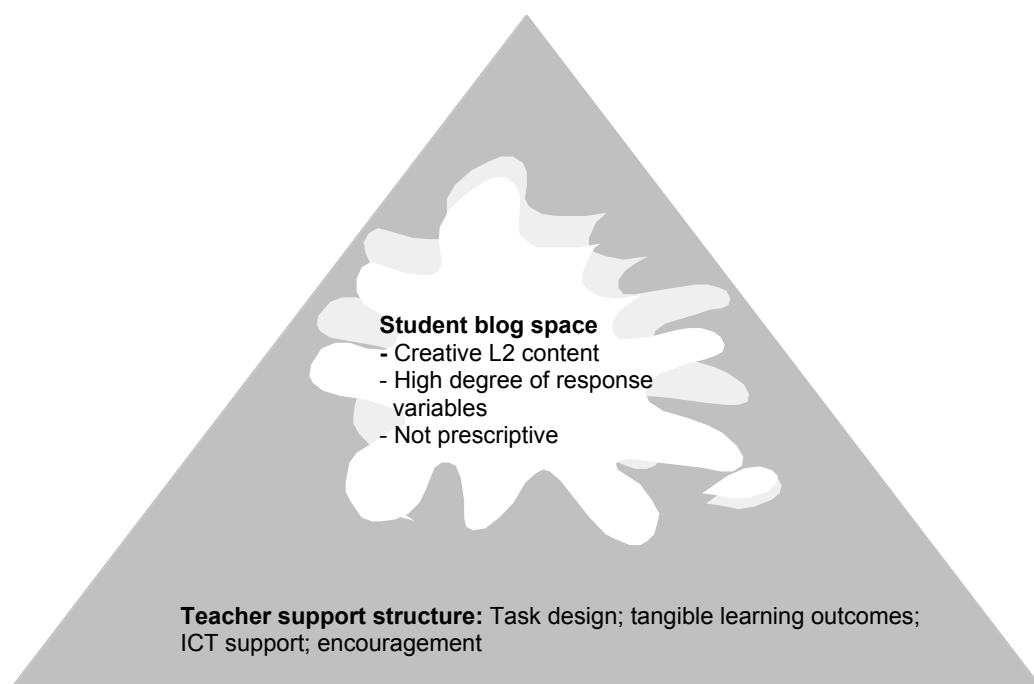 Student blog space
- Creative L2 content
- High degree of response
variables
- Not prescriptive
Teacher support structure: Task design; tangible learning outcomes;
ICT support; encouragement